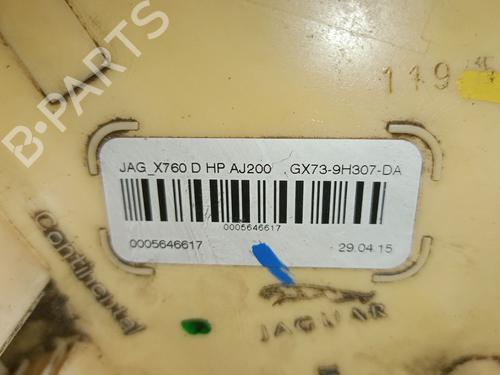 119
JAG_X760 D HP AJ200 , GX73-9H307-DA
0005646617
0005646617 29.04.15
Continental
JAGUAR
B-PARTS